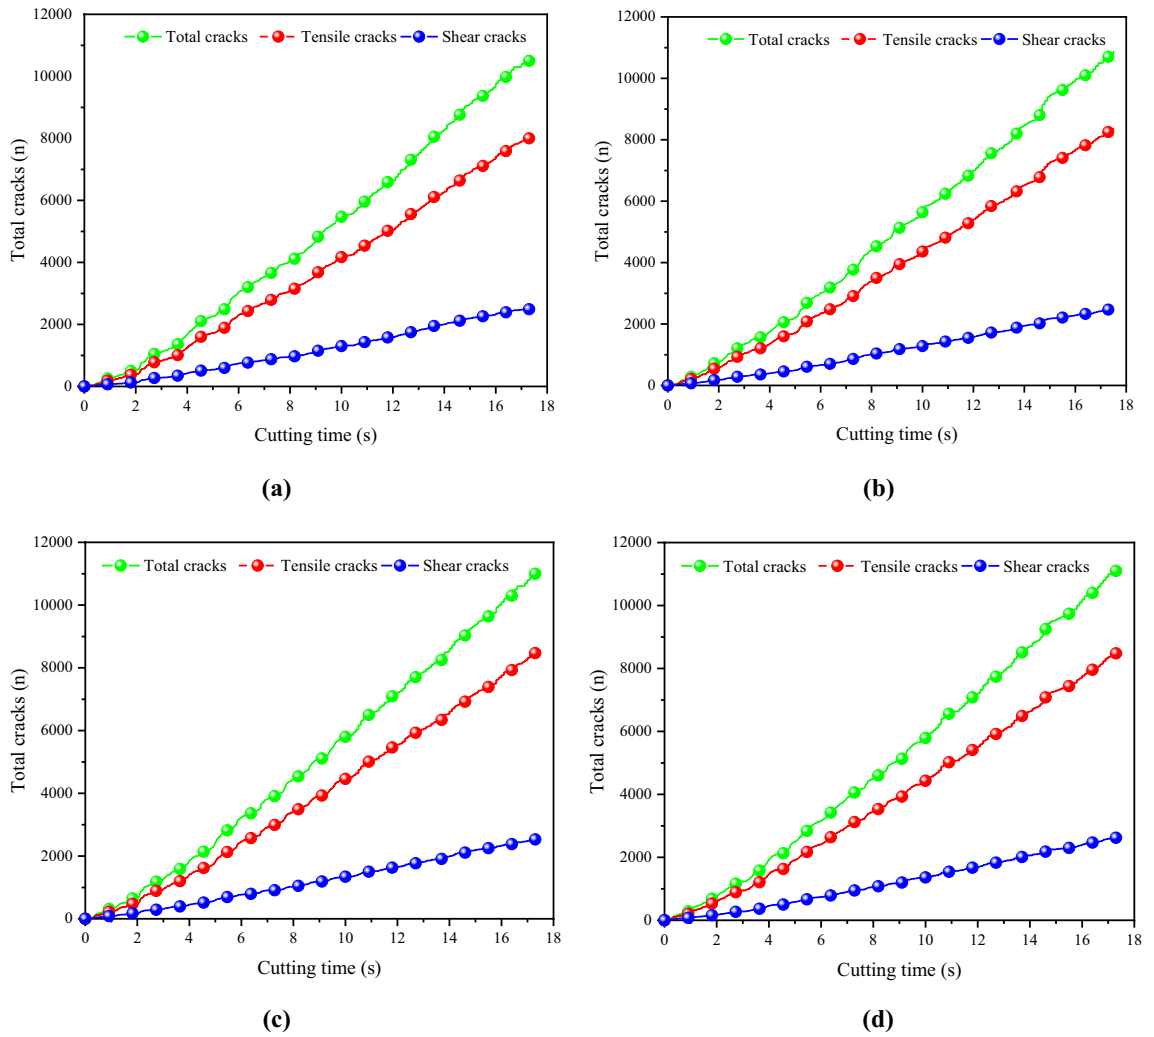 Total cracks Tensile cracks Shear cracks
12000
10000
8000
6000
4000
2000
0
Total cracks (n)
0 2 4 6 8 10 12 14 16 18
Cutting time (s)
(a)
Total cracks Tensile cracks Shear cracks
12000
10000
8000
6000
4000
2000
0
Total cracks (n)
0 2 4 6 8 10 12 14 16 18
Cutting time (s)
(b)
Total cracks Tensile cracks Shear cracks
12000
10000
8000
6000
4000
2000
0
Total cracks (n)
0 2 4 6 8 10 12 14 16 18
Cutting time (s)
(c)
Total cracks Tensile cracks Shear cracks
12000
10000
8000
6000
4000
2000
0
Total cracks (n)
0 2 4 6 8 10 12 14 16 18
Cutting time (s)
(d)